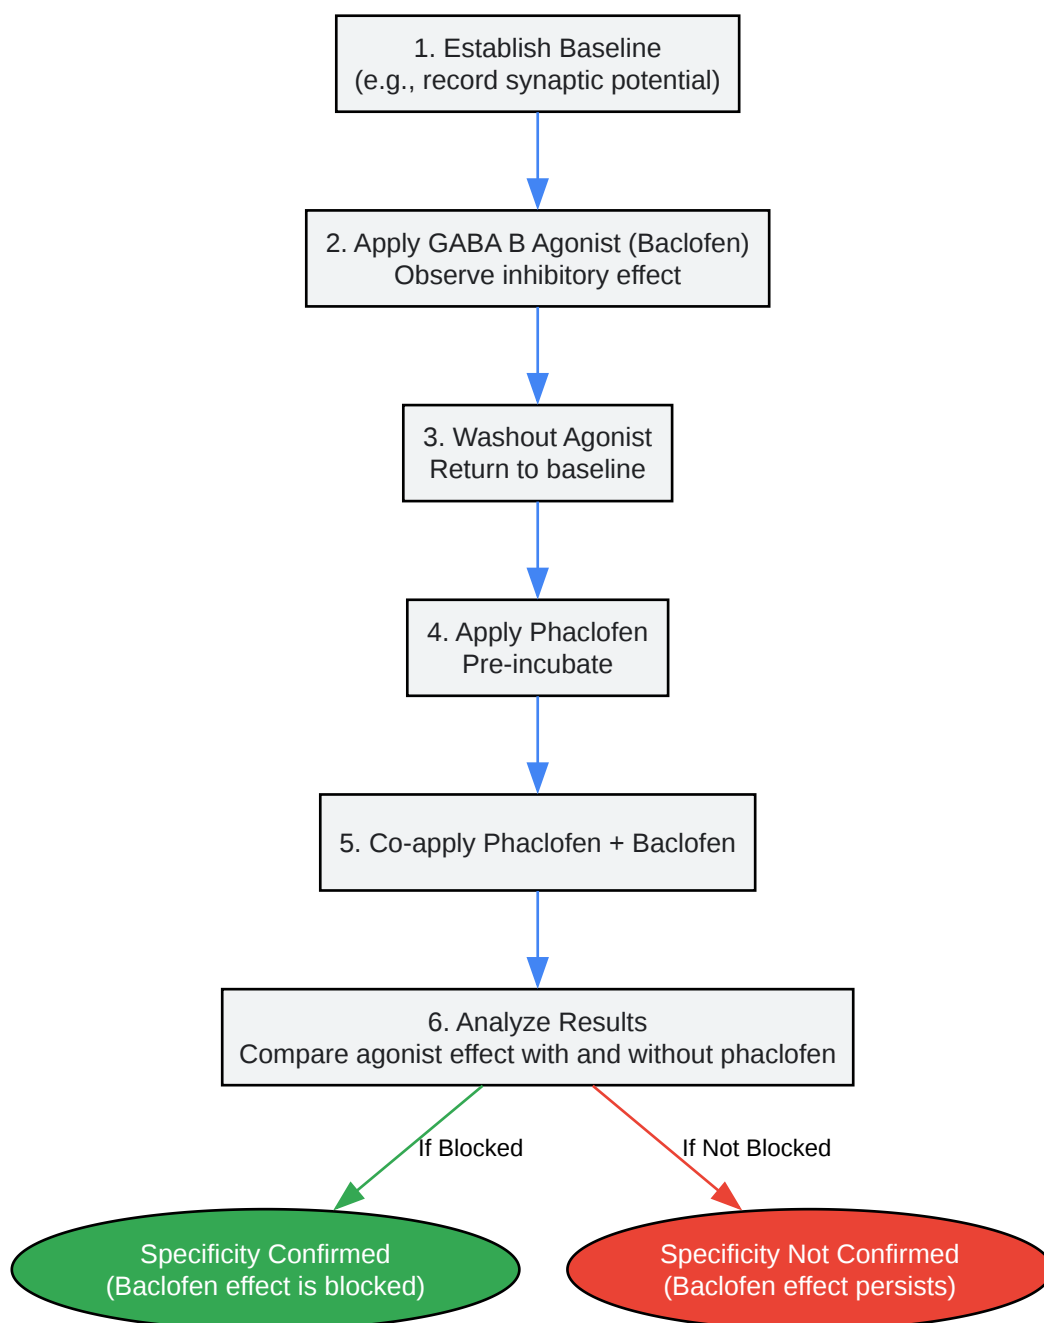 1. Establish Baseline
(e.g., record synaptic potential)
2. Apply GABA B Agonist (Baclofen)
Observe inhibitory effect
3. Washout Agonist
Return to baseline
4. Apply Phaclofen
Pre-incubate
5. Co-apply Phaclofen + Baclofen
6. Analyze Results
Compare agonist effect with and without phaclofen
If Blocked
If Not Blocked
Specificity Confirmed
(Baclofen effect is blocked)
Specificity Not Confirmed
(Baclofen effect persists)